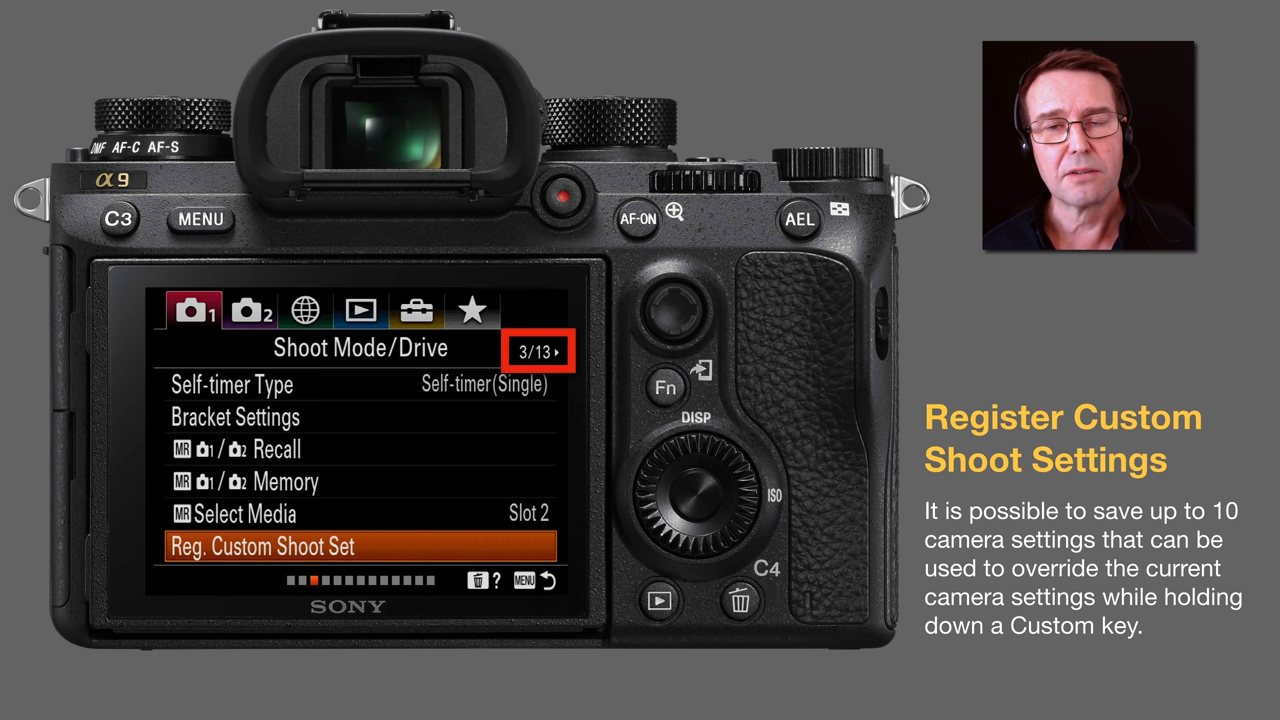 DMF AF-C AF-S
α9
C3
MENU
AF-ON
AEL
1
2
Shoot Mode/Drive
3/13
Self-timer Type
Self-timer(Single)
Bracket Settings
MR 1/2 Recall
MR 1/2 Memory
MR Select Media
Slot 2
Reg. Custom Shoot Set
?
MENU
SONY
Fn
DISP
ISO
C4
Register Custom
Shoot Settings
It is possible to save up to 10
camera settings that can be
used to override the current
camera settings while holding
down a Custom key.